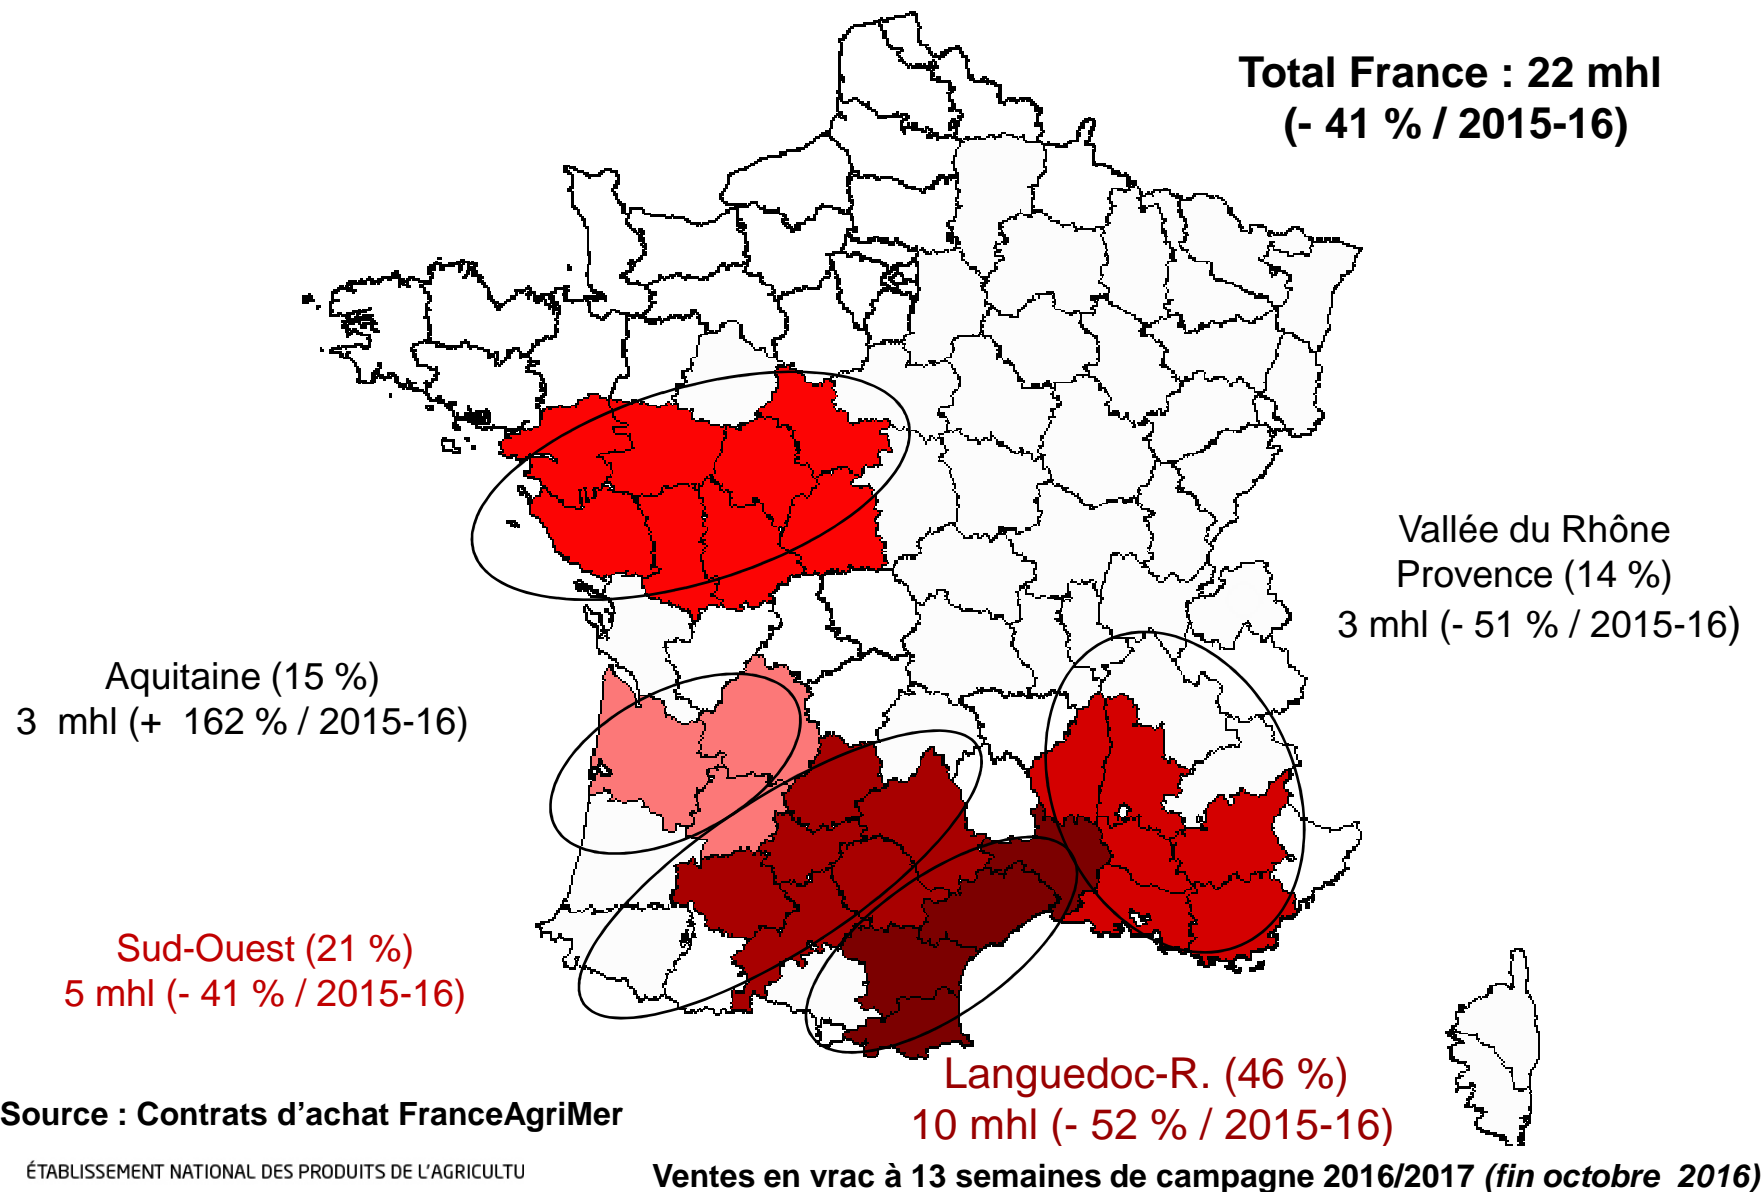 Total France : 22 mhl
(- 41 % / 2015-16)
Vallée du Rhône
Provence (14 %)
3 mhl (- 51 % / 2015-16)
Aquitaine (15 %)
3 mhl (+ 162 % / 2015-16)
Sud-Ouest (21 %)
5 mhl (- 41 % / 2015-16)
Languedoc-R. (46 %)
10 mhl (- 52 % / 2015-16)
Source : Contrats d’achat FranceAgriMer
ÉTABLISSEMENT NATIONAL DES PRODUITS DE L’AGRICULTU
Ventes en vrac à 13 semaines de campagne 2016/2017 (fin octobre 2016)